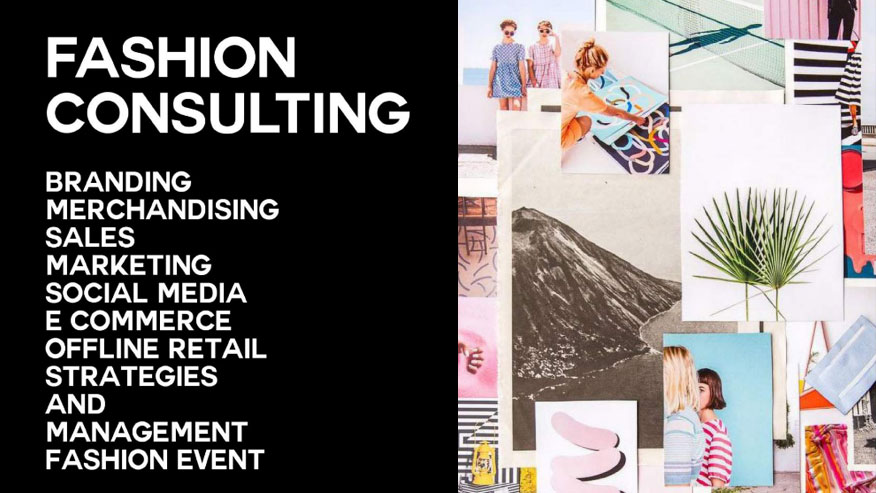 FASHION
CONSULTING
BRANDING
MERCHANDISING
SALES
MARKETING
SOCIAL MEDIA
E COMMERCE
OFFLINE RETAIL
STRATEGIES
AND
MANAGEMENT
FASHION EVENT